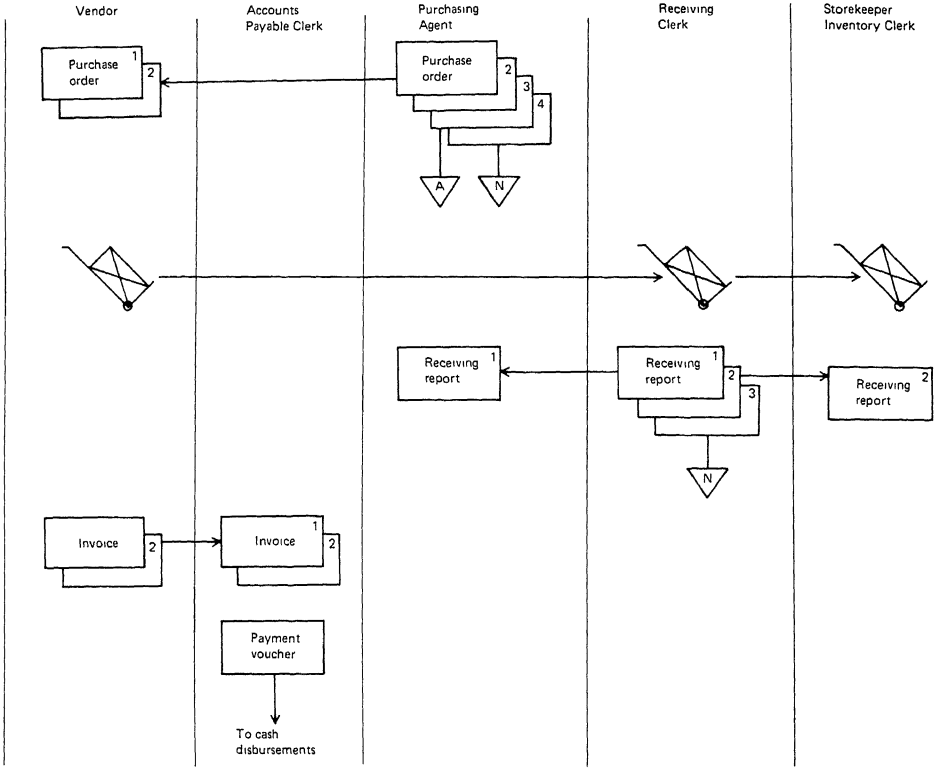 Vendor
Accounts
Payable Clerk
Purchasing
Agent
Receiving
Clerk
Storekeeper
Inventory Clerk
Purchase
order
1
2
Purchase
order
2
3
4
A
N
Receiving
report
1
Receiving
report
1
2
3
N
Receiving
report
2
Invoice
2
Invoice
1
2
Payment
voucher
To cash
disbursements